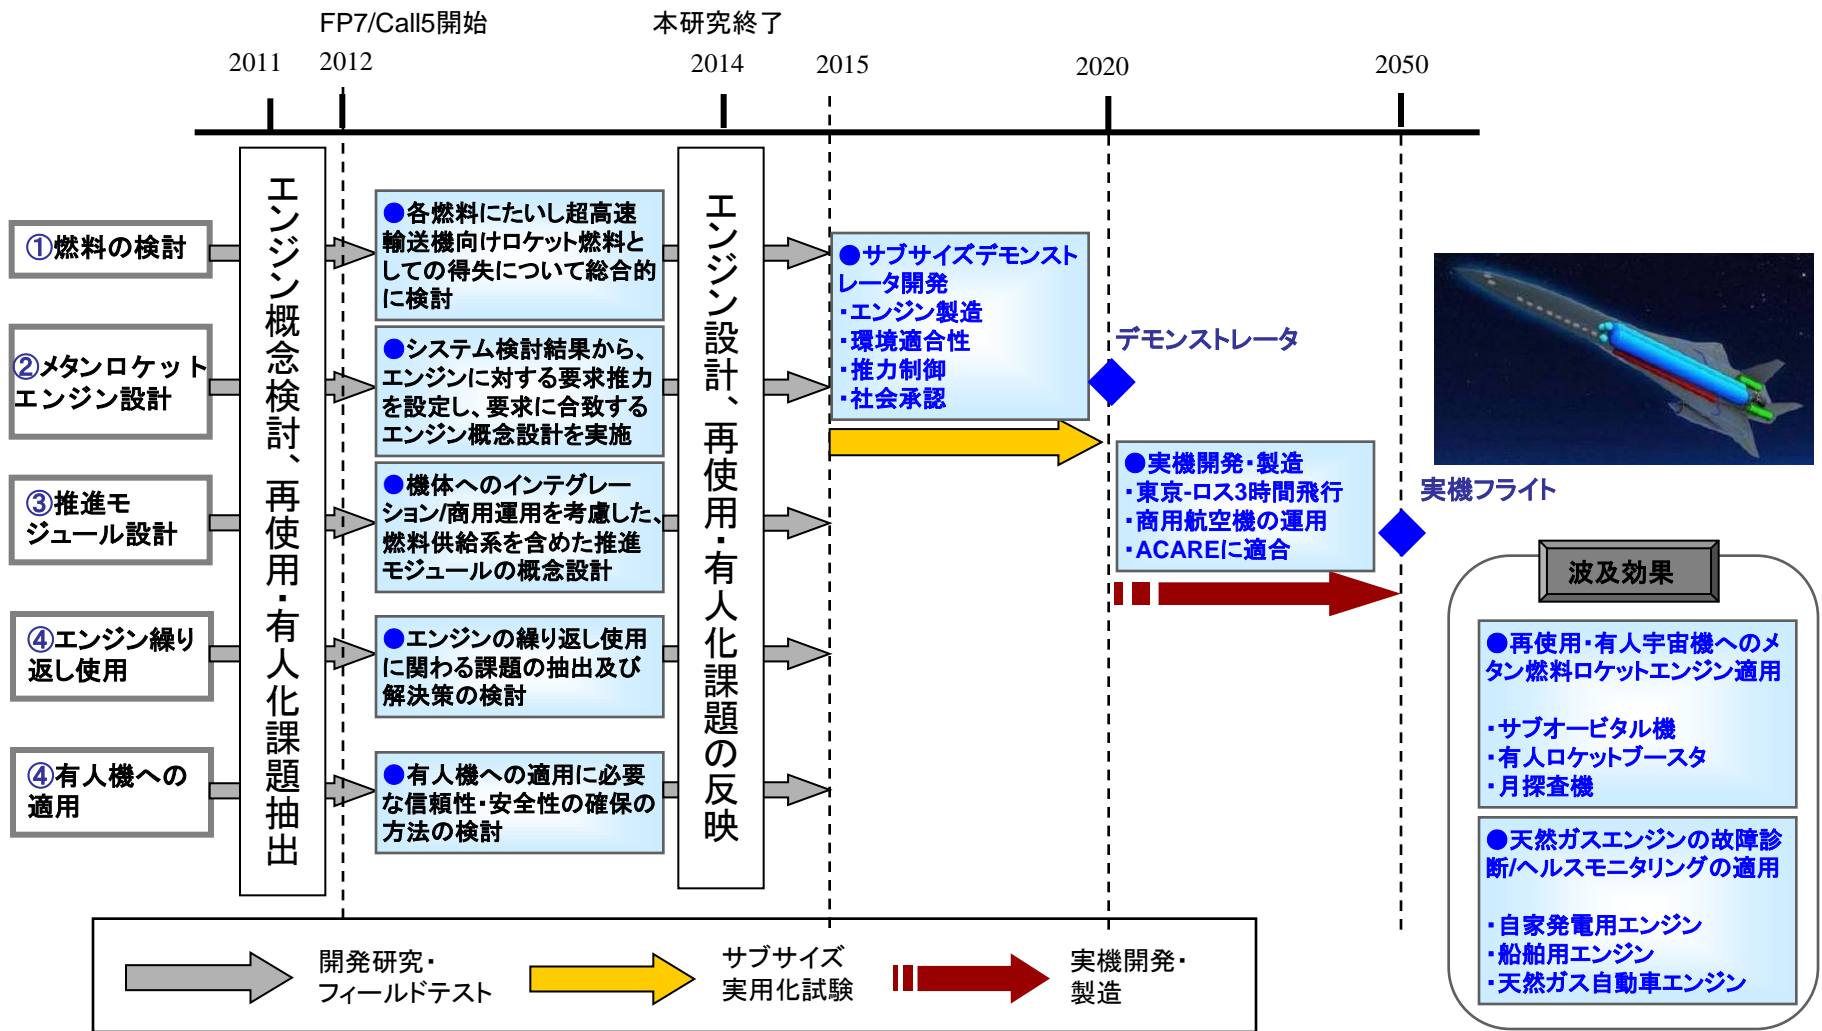 FP7/Call5開始
本研究終了
2011
2012
2014
2015
2020
2050
エンジン概念検討、再使用・有人化課題抽出
エンジン設計、再使用・有人化課題の反映
①燃料の検討
②メタンロケット
エンジン設計
③推進モ
ジュール設計
④エンジン繰り
返し使用
④有人機への
適用
●各燃料にたいし超高速
輸送機向けロケット燃料と
しての得失について総合的
に検討
●システム検討結果から、
エンジンに対する要求推力
を設定し、要求に合致する
エンジン概念設計を実施
●機体へのインテグレー
ション/商用運用を考慮した、
燃料供給系を含めた推進
モジュールの概念設計
●エンジンの繰り返し使用
に関わる課題の抽出及び
解決策の検討
●有人機への適用に必要
な信頼性・安全性の確保の
方法の検討
●サブサイズデモンスト
レータ開発
・エンジン製造
・環境適合性
・推力制御
・社会承認
デモンストレータ
●実機開発・製造
・東京-ロス3時間飛行
・商用航空機の運用
・ACAREに適合
実機フライト
波及効果
●再使用・有人宇宙機へのメ
タン燃料ロケットエンジン適用
・サブオービタル機
・有人ロケットブースタ
・月探査機
●天然ガスエンジンの故障診
断/ヘルスモニタリングの適用
・自家発電用エンジン
・船舶用エンジン
・天然ガス自動車エンジン
開発研究・
フィールドテスト
サブサイズ
実用化試験
実機開発・
製造